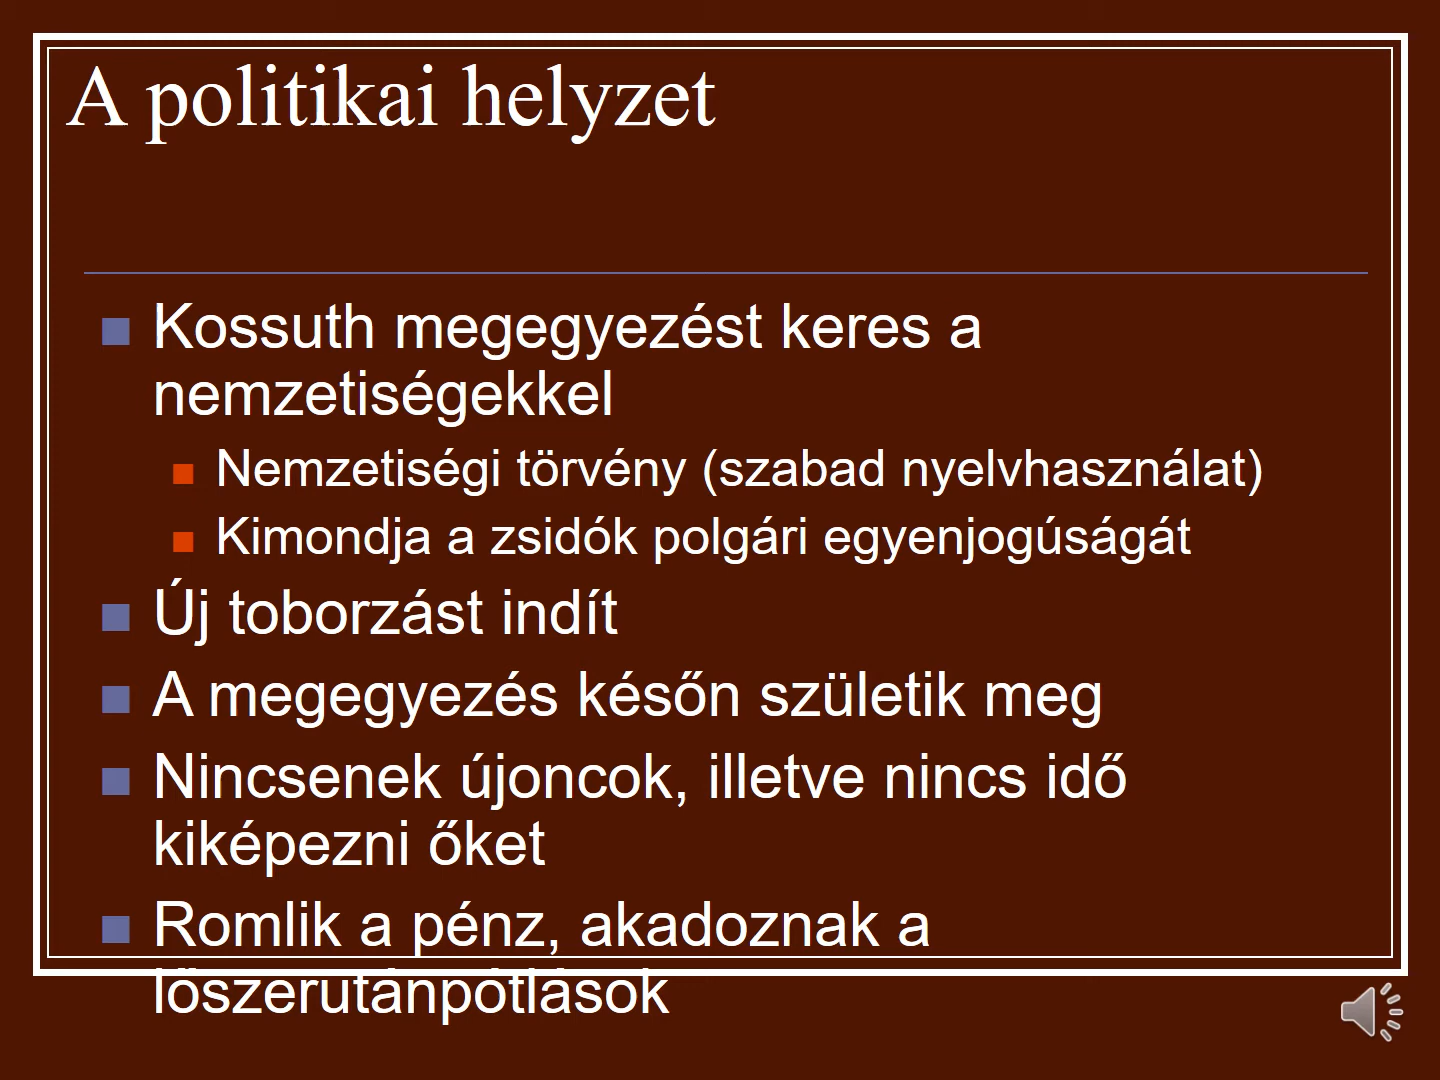 A politikai helyzet
Kossuth megegyezést keres a
nemzetiségekkel
Nemzetiségi törvény (szabad nyelvhasználat)
Kimondja a zsidók polgári egyenjogúságát
Új toborzást indít
A megegyezés későn születik meg
Nincsenek újoncok, illetve nincs idő
kiképezni őket
Romlik a pénz, akadoznak a
lőszerutánpótlások